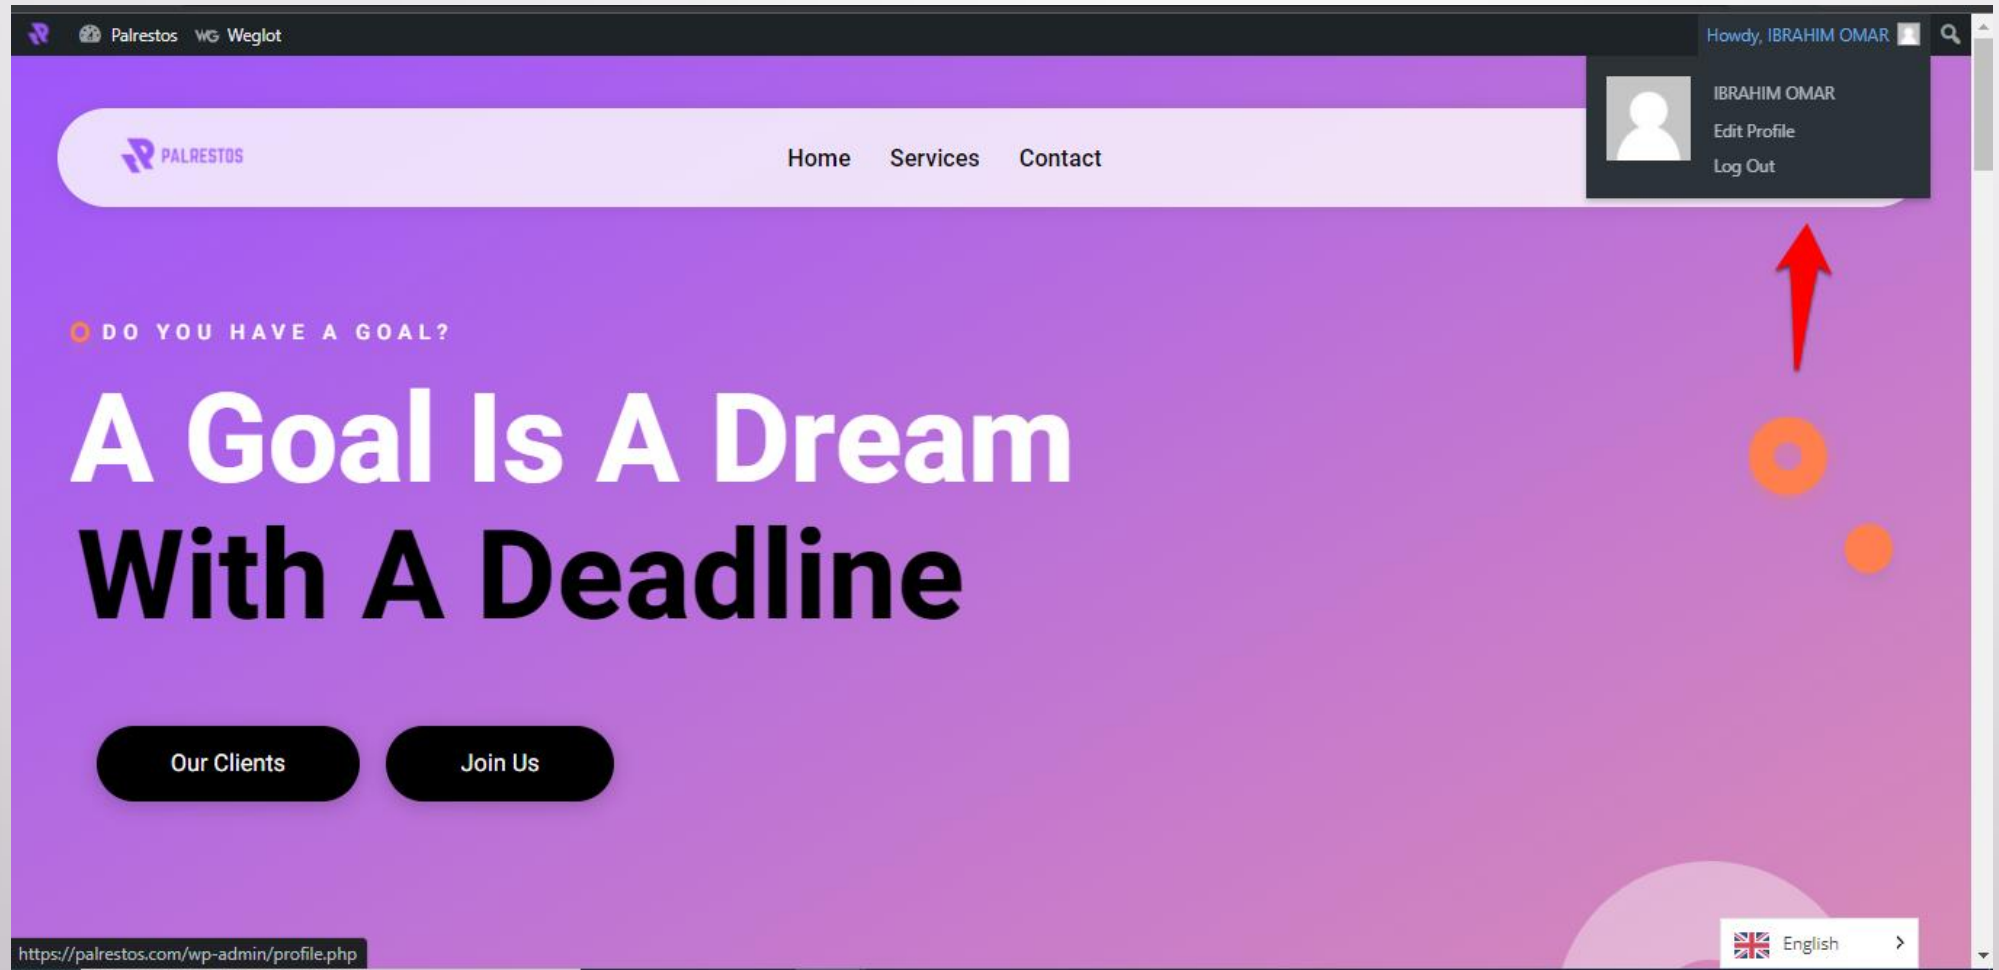 Palrestos WG Weglot Howdy, IBRAHIM OMAR
IBRAHIM OMAR
Edit Profile
Log Out
PALRESTOS Home Services Contact
DO YOU HAVE A GOAL?
A Goal Is A Dream
With A Deadline
Our Clients Join Us
English
https://palrestos.com/wp-admin/profile.php